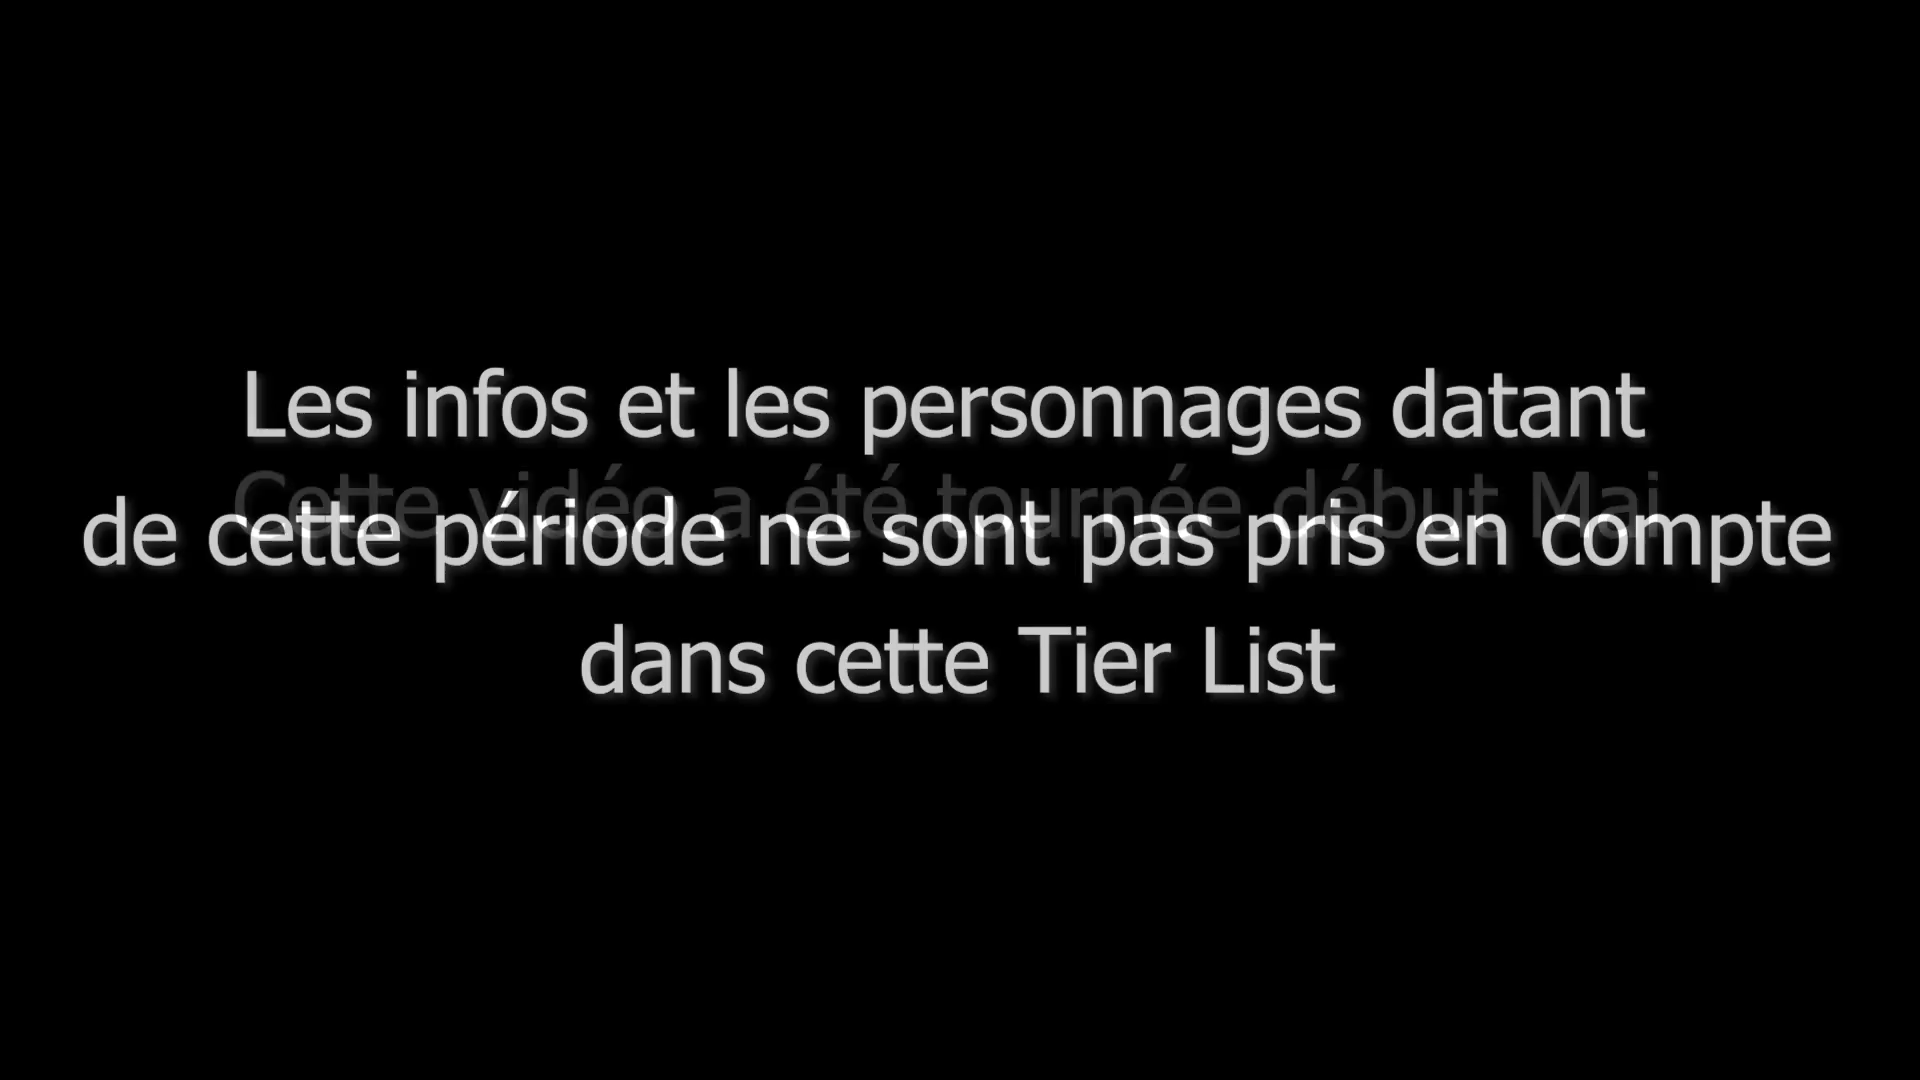 Les infos et les personnages datant
Cette vidéo a été tournée début Mai
de cette période ne sont pas pris en compte
dans cette Tier List